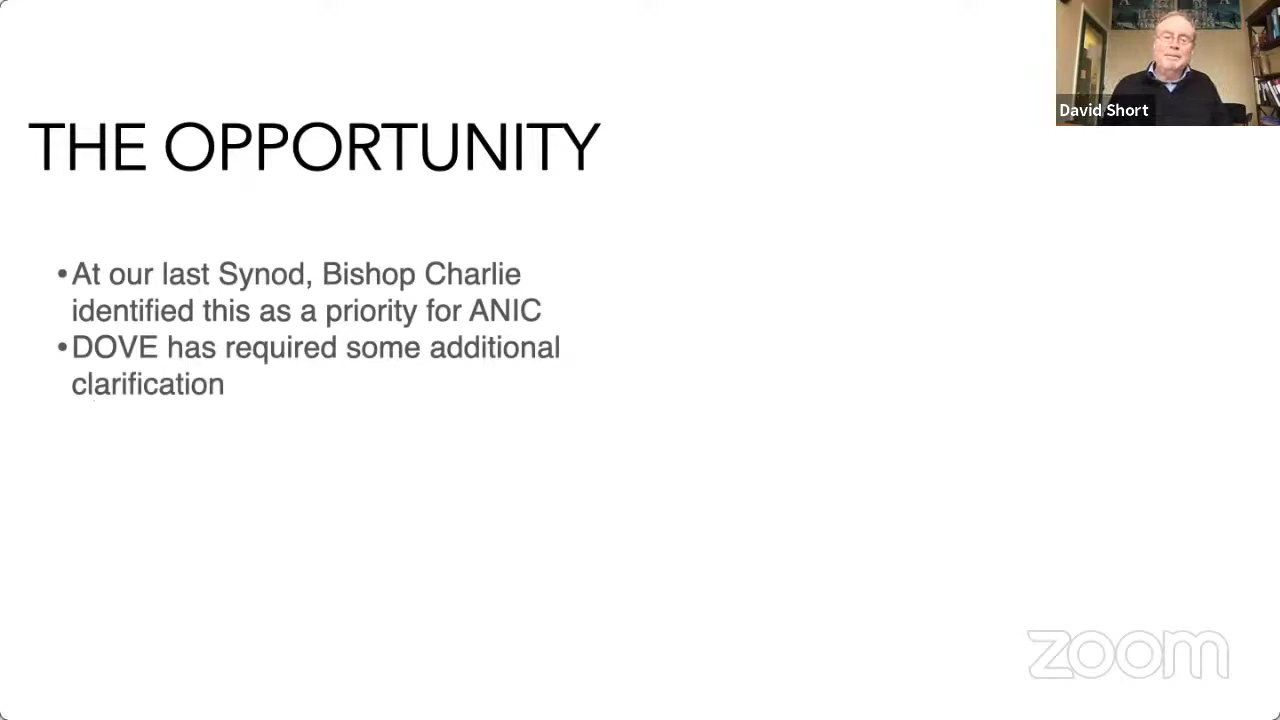 David Short
THE OPPORTUNITY
•At our last Synod, Bishop Charlie
identified this as a priority for ANIC
•DOVE has required some additional
clarification
zoom